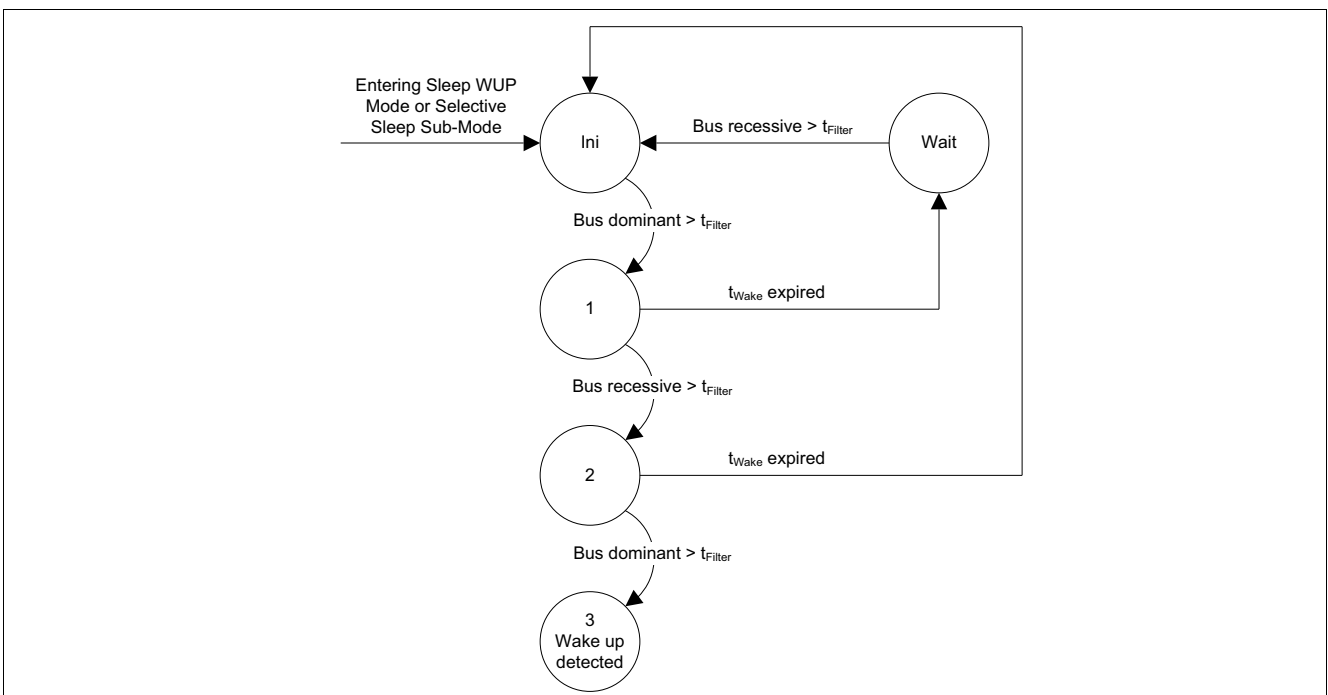 Entering Sleep WUP
Mode or Selective
Sleep Sub-Mode
Ini
Bus recessive > tFilter
Wait
Bus dominant > tFilter
1
tWake expired
Bus recessive > tFilter
2
tWake expired
Bus dominant > tFilter
3
Wake up
detected